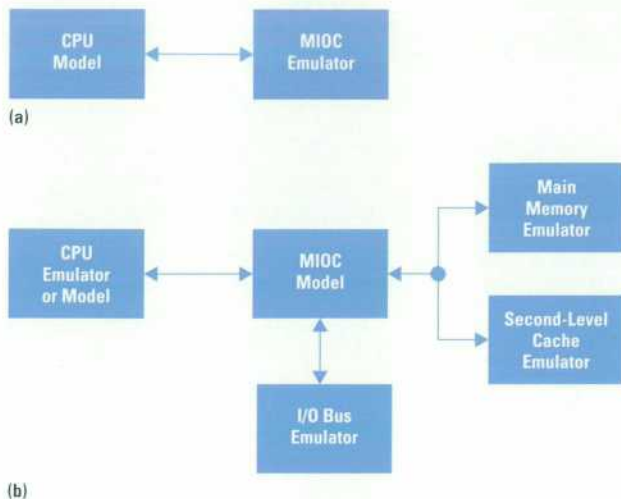 CPU
Model
MIOC
Emulator
(a)
CPU
Emulator
or Model
MIOC
Model
Main
Memory
Emulator
Second-Level
Cache
Emulator
I/O Bus
Emulator
(b)